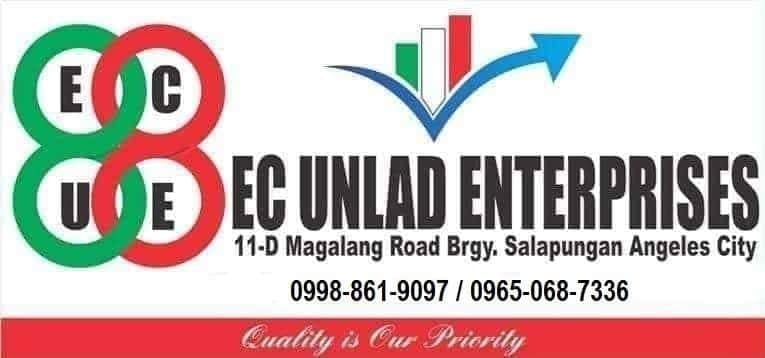 E C
U E
EC UNLAD ENTERPRISES
11-D Magalang Road Brgy. Salapungan Angeles City
0998-861-9097 / 0965-068-7336
Quality is Our Priority